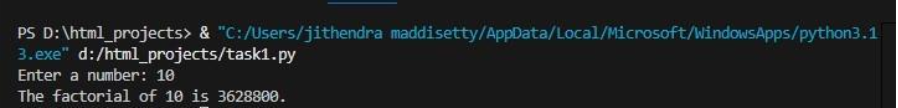 PS D:\html_projects> & "C:/Users/jithendra maddisetty/AppData/Local/Microsoft/WindowsApps/python3.1
3.exe" d:/html_projects/task1.py
Enter a number: 10
The factorial of 10 is 3628800.